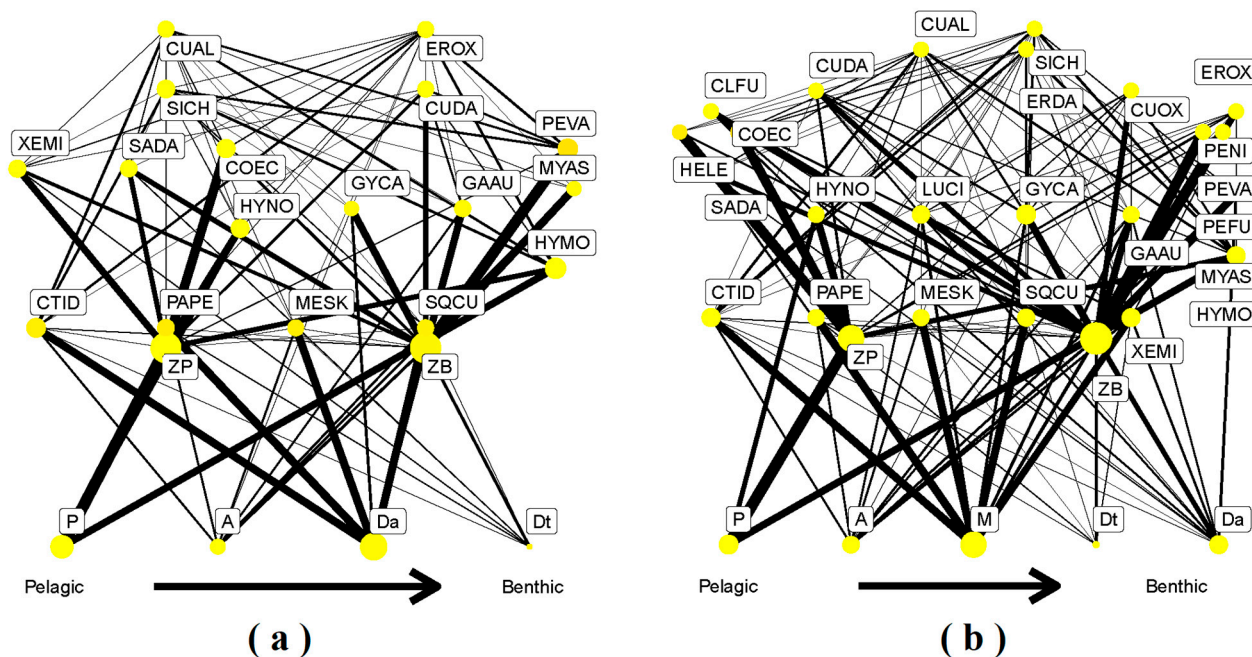 CUAL
EROX
SICH
CUDA
XEMI
SADA
COEC
PEVA
MYAS
GYCA
GAAU
HYNO
HYMO
CTID
PAPE
MESK
SQCU
ZP
ZB
P
A
Da
Dt
Pelagic
Benthic
( a )
CUAL
SICH
CUDA
EROX
CLFU
ERDA
CUOX
COEC
PENI
HELE
HYNO
LUCI
GYCA
PEVA
SADA
PEFU
GAAU
MYAS
CTID
PAPE
MESK
SQCU
HYMO
ZP
XEMI
ZB
P
A
M
Dt
Da
Pelagic
Benthic
( b )